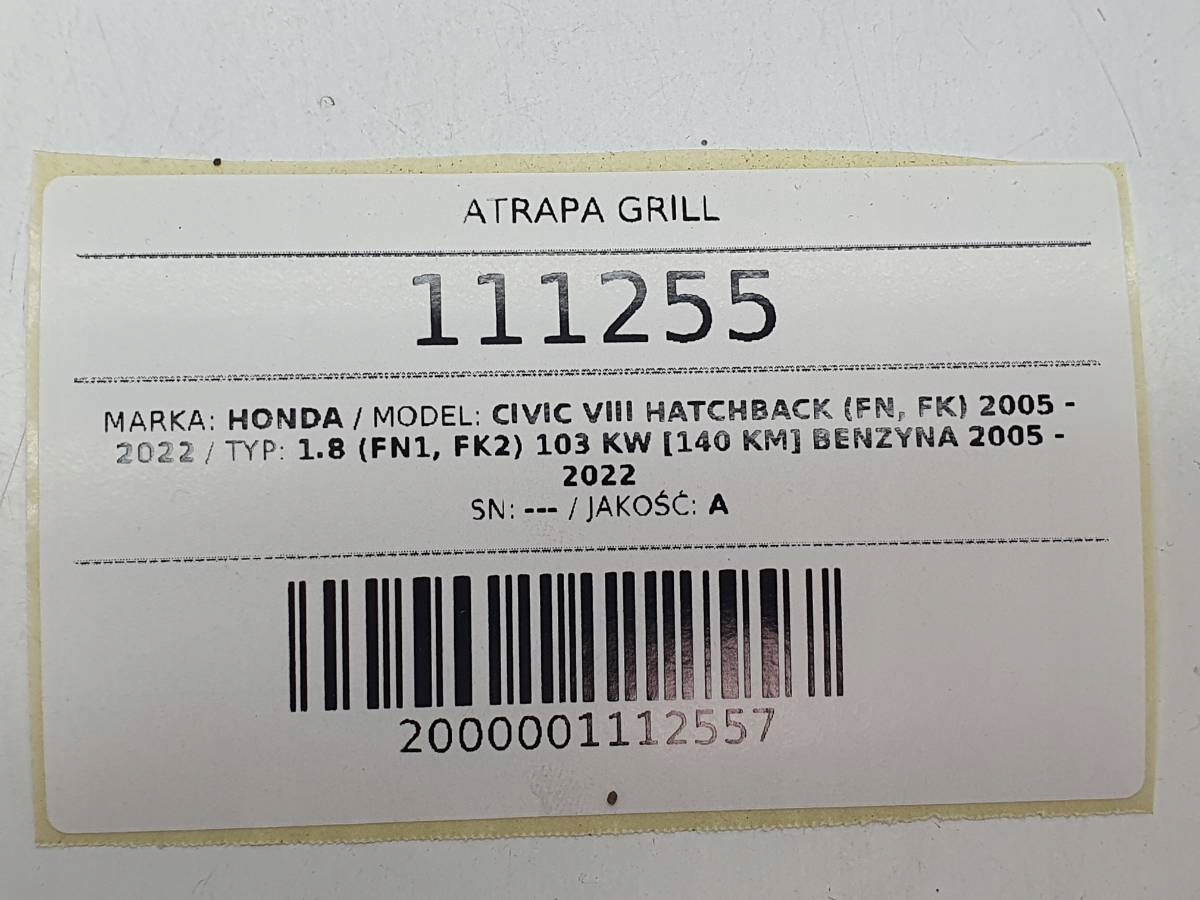 ATRAPA GRILL
111255
MARKA: HONDA / MODEL: CIVIC VIII HATCHBACK (FN, FK) 2005 -
2022 / TYP: 1.8 (FN1, FK2) 103 KW [140 KM] BENZYNA 2005 -
2022
SN: --- / JAKOŚĆ: A
2000001112557